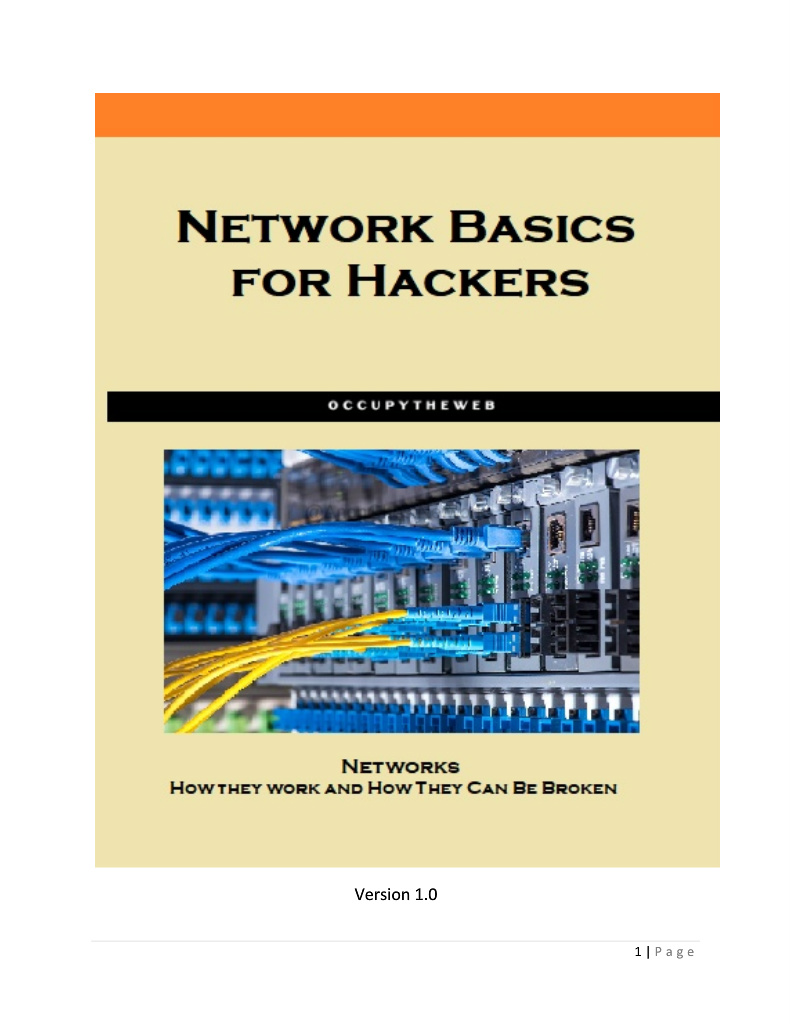 NETWORK BASICS
FOR HACKERS
OCCUPYTHEWEB
NETWORKS
HOW THEY WORK AND HOW THEY CAN BE BROKEN
Version 1.0
1 | Page